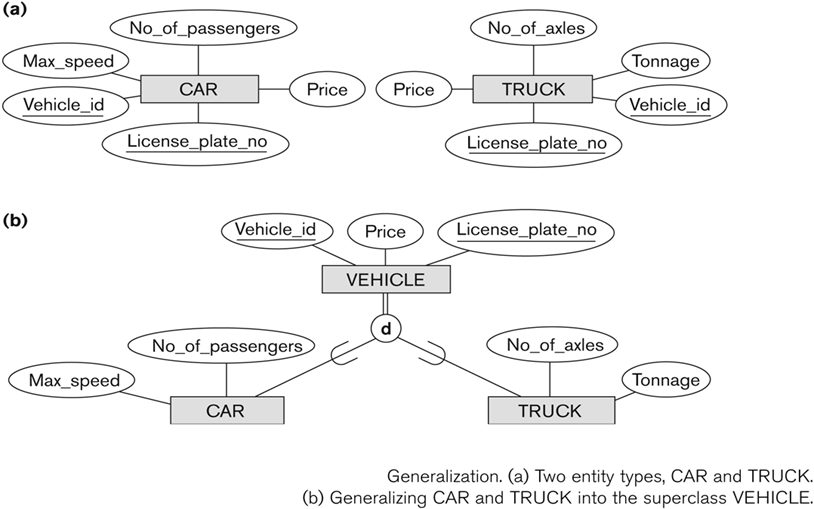 (a)
No_of_passengers
No_of_axles
Max_speed
Tonnage
CAR
Price
Price
TRUCK
Vehicle_id
Vehicle_id
License_plate_no
License_plate_no
(b)
Vehicle_id
Price
License_plate_no
VEHICLE
d
No_of_passengers
No_of_axles
Max_speed
Tonnage
CAR
TRUCK
Generalization. (a) Two entity types, CAR and TRUCK.
(b) Generalizing CAR and TRUCK into the superclass VEHICLE.